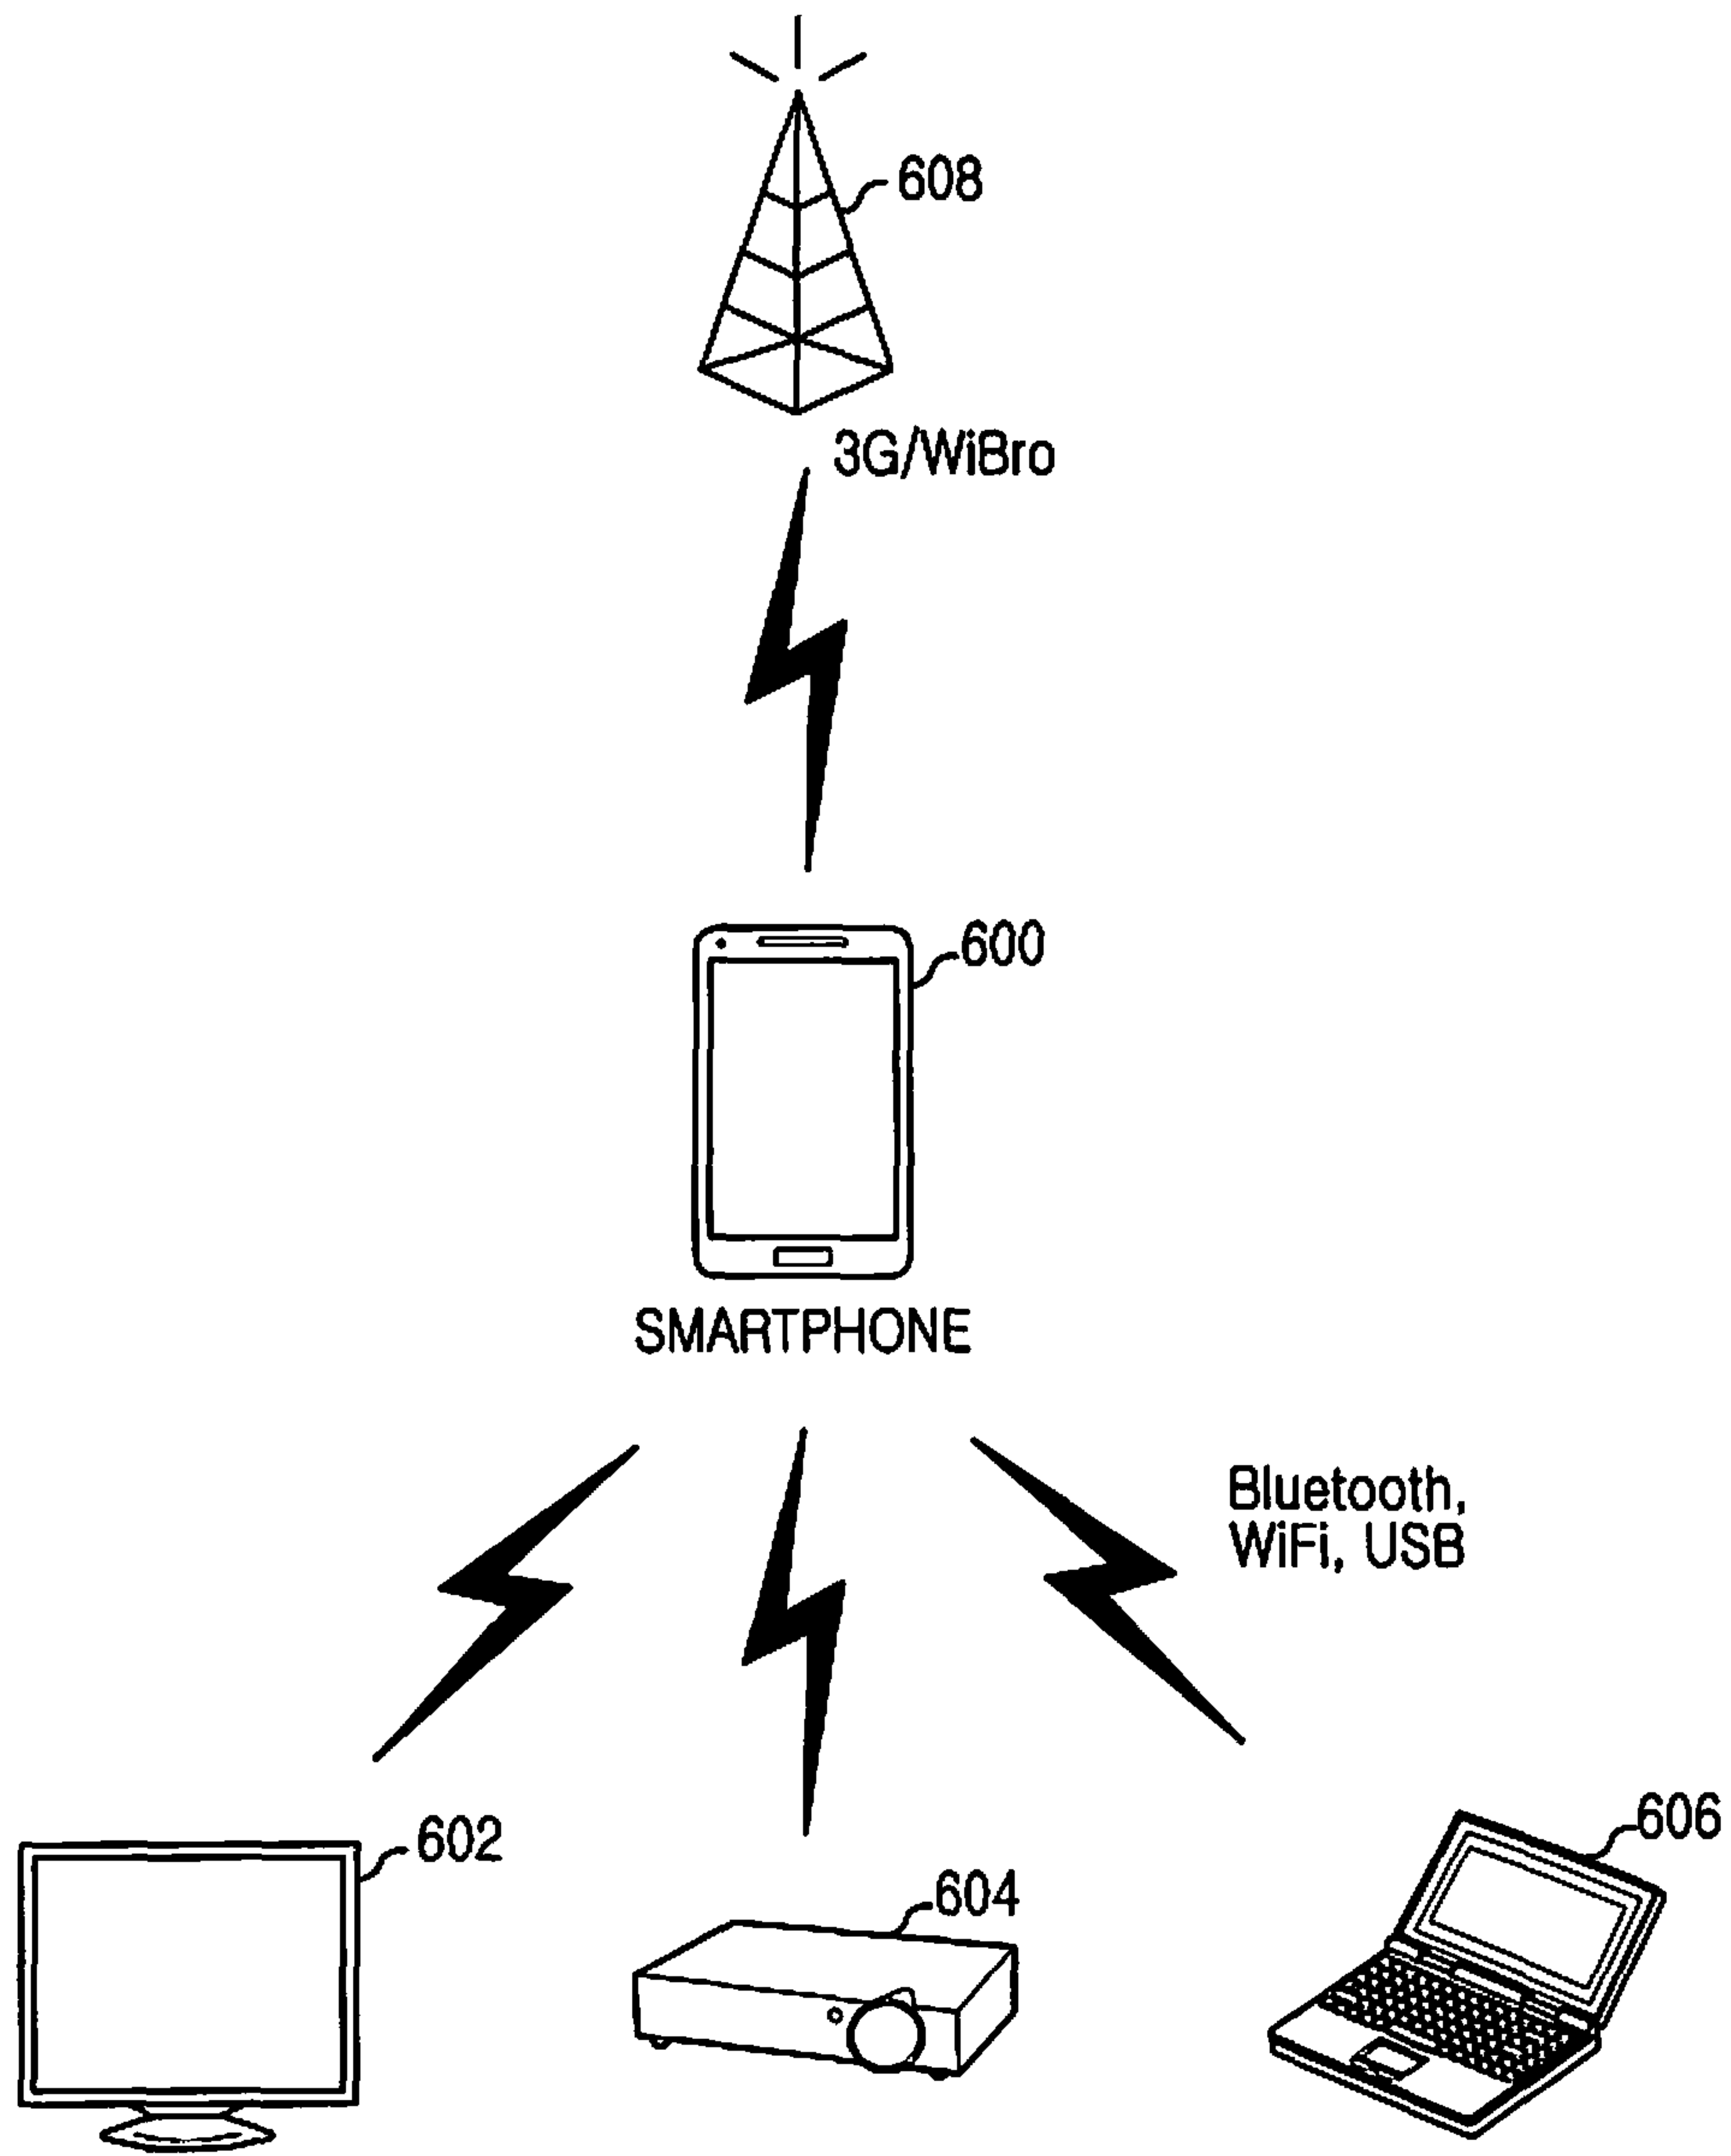 608
3G/WiBro
600
SMARTPHONE
Bluetooth,
WiFi, USB
602
604
606